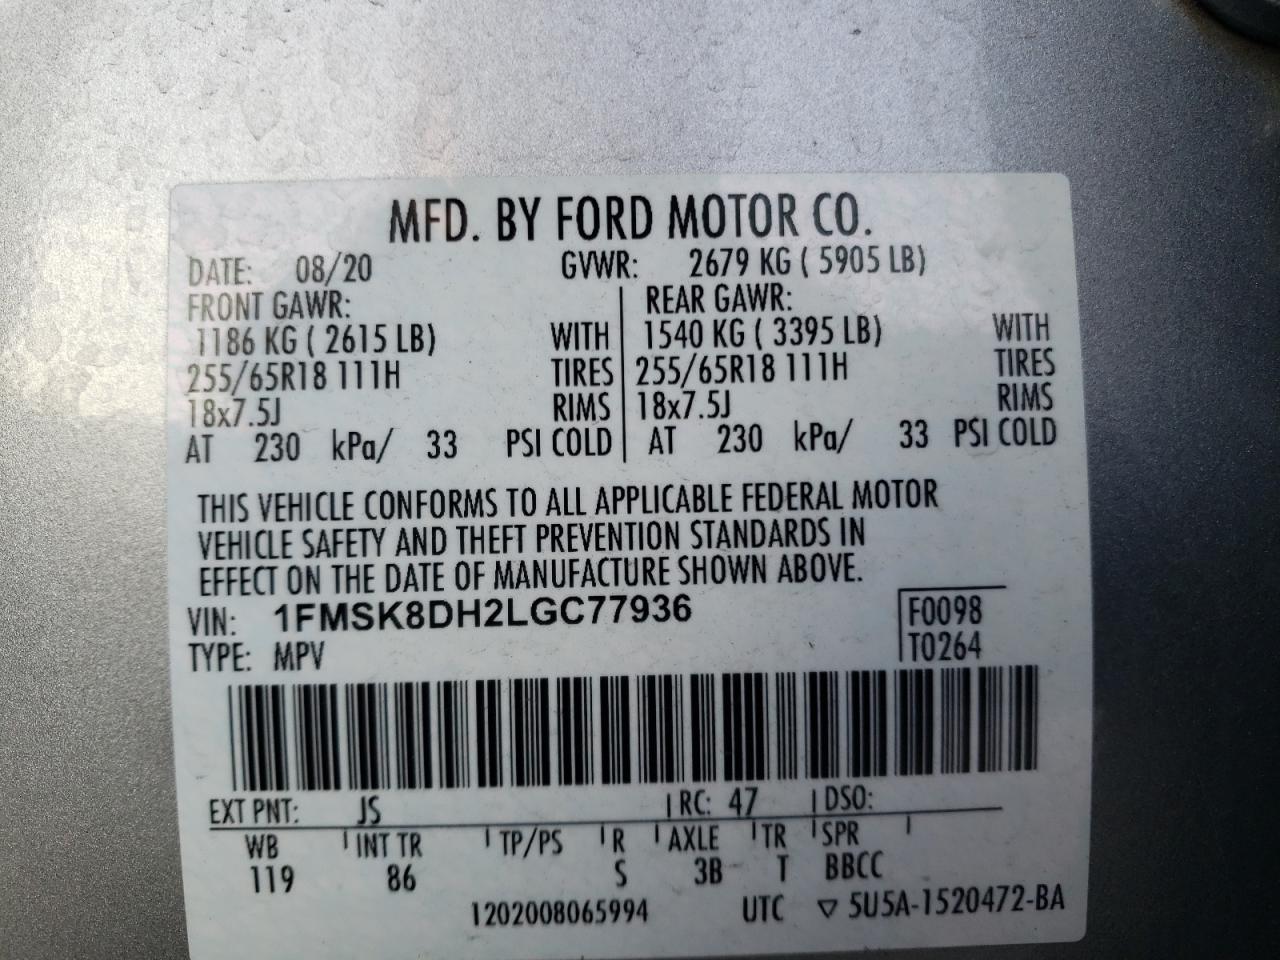 MFD. BY FORD MOTOR CO.
DATE: 08/20 GVWR: 2679 KG ( 5905 LB)
FRONT GAWR: REAR GAWR:
1186 KG ( 2615 LB) WITH 1540 KG ( 3395 LB) WITH
255/65R18 111H TIRES 255/65R18 111H TIRES
18x7.5J RIMS 18x7.5J RIMS
AT 230 kPa/ 33 PSI COLD AT 230 kPa/ 33 PSI COLD
THIS VEHICLE CONFORMS TO ALL APPLICABLE FEDERAL MOTOR
VEHICLE SAFETY AND THEFT PREVENTION STANDARDS IN
EFFECT ON THE DATE OF MANUFACTURE SHOWN ABOVE.
VIN: 1FMSK8DH2LGC77936 F0098
TYPE: MPV T0264
EXT PNT: JS RC: 47 DSO:
WB INT TR TP/PS R AXLE TR SPR
119 86 S 3B T BBCC
1202008065994 UTC ▽ 5U5A-1520472-BA